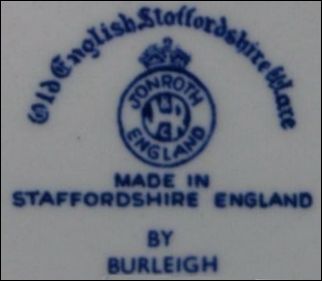 Old English Staffordshire Ware
JONROTH
ENGLAND
MADE IN
STAFFORDSHIRE ENGLAND
BY
BURLEIGH